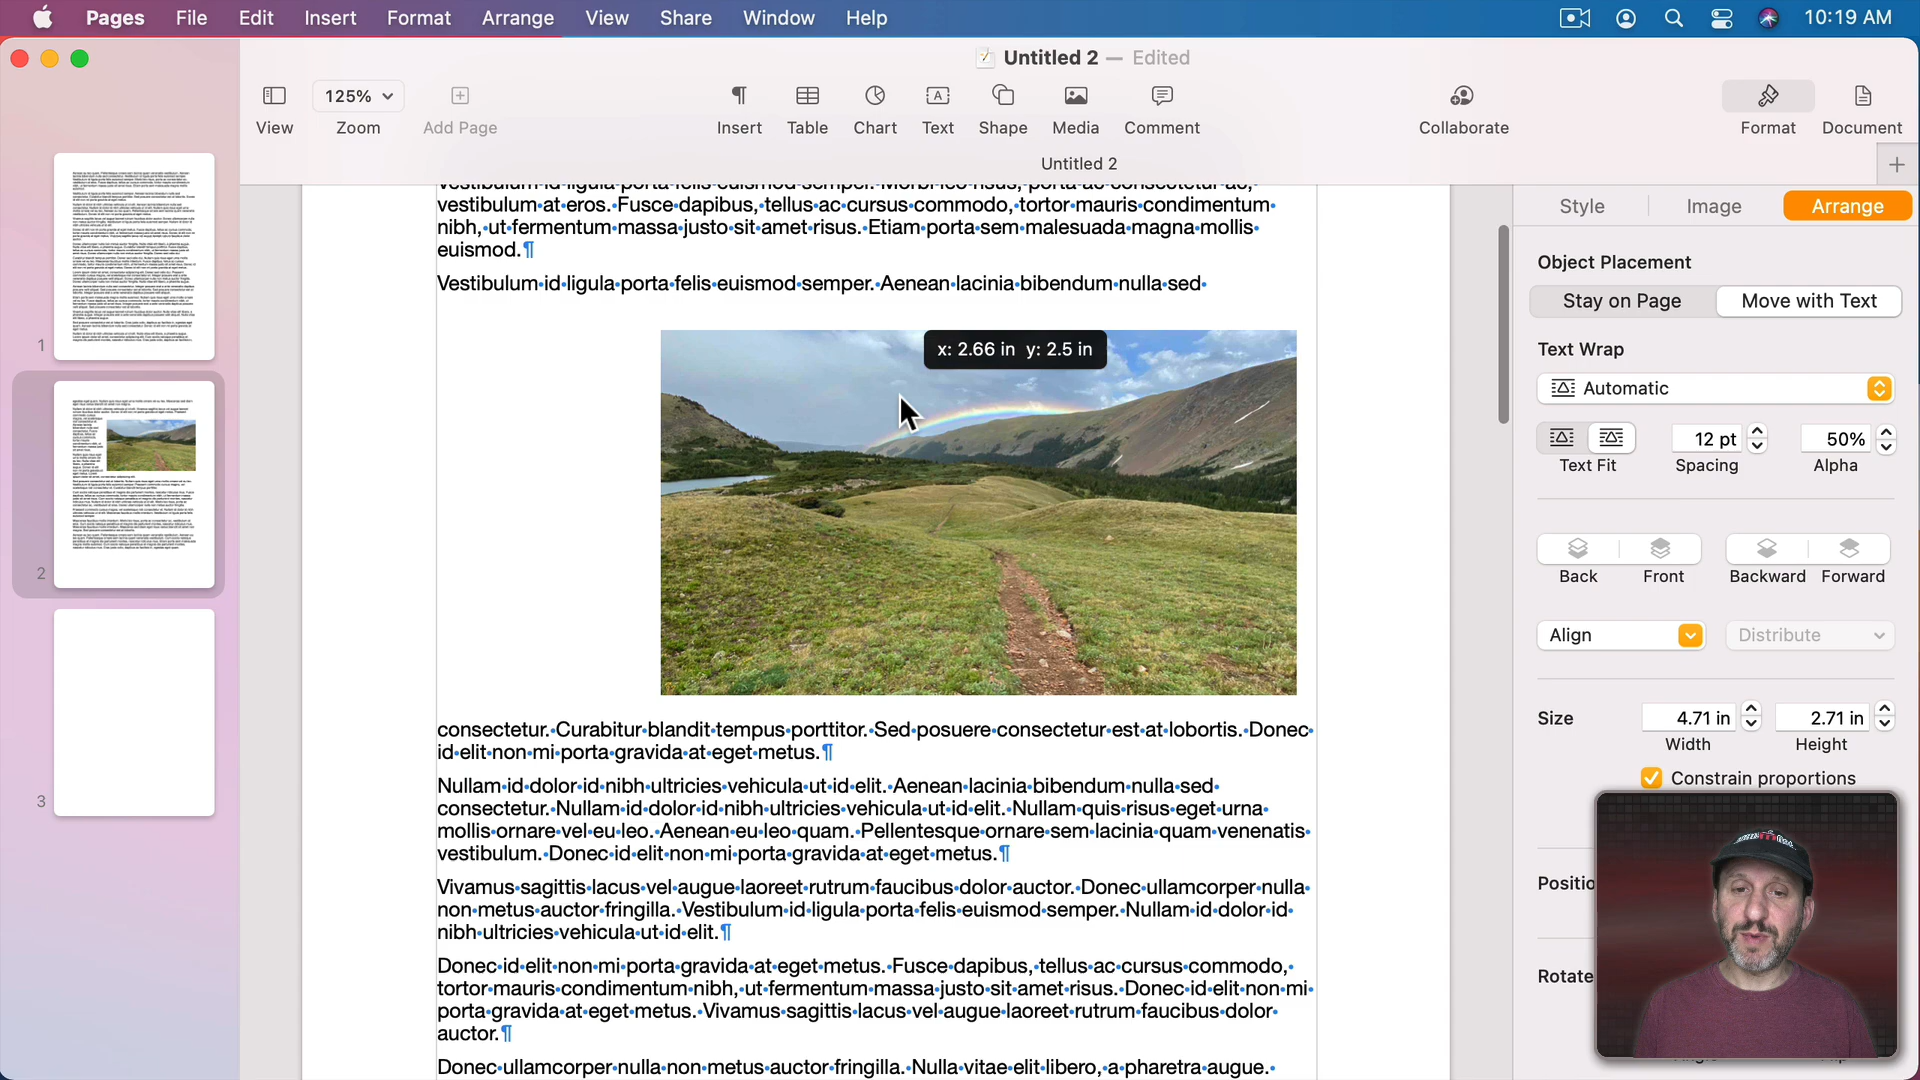 Pages File Edit Insert Format Arrange View Share Window Help 10:19 AM
Untitled 2 — Edited
125%
View Zoom Add Page Insert Table Chart Text Shape Media Comment Collaborate Format Document
Untitled 2
1
2
3
Vestibulum id ligula porta felis euismod semper. Morbi leo risus, porta ac consectetur ac,
vestibulum at eros. Fusce dapibus, tellus ac cursus commodo, tortor mauris condimentum
nibh, ut fermentum massa justo sit amet risus. Etiam porta sem malesuada magna mollis
euismod.¶
Vestibulum id ligula porta felis euismod semper. Aenean lacinia bibendum nulla sed
x: 2.66 in y: 2.5 in
consectetur. Curabitur blandit tempus porttitor. Sed posuere consectetur est at lobortis. Donec
id elit non mi porta gravida at eget metus.¶
Nullam id dolor id nibh ultricies vehicula ut id elit. Aenean lacinia bibendum nulla sed
consectetur. Nullam id dolor id nibh ultricies vehicula ut id elit. Nullam quis risus eget urna
mollis ornare vel eu leo. Aenean eu leo quam. Pellentesque ornare sem lacinia quam venenatis
vestibulum. Donec id elit non mi porta gravida at eget metus.¶
Vivamus sagittis lacus vel augue laoreet rutrum faucibus dolor auctor. Donec ullamcorper nulla
non metus auctor fringilla. Vestibulum id ligula porta felis euismod semper. Nullam id dolor id
nibh ultricies vehicula ut id elit.¶
Donec id elit non mi porta gravida at eget metus. Fusce dapibus, tellus ac cursus commodo,
tortor mauris condimentum nibh, ut fermentum massa justo sit amet risus. Donec id elit non mi
porta gravida at eget metus. Vivamus sagittis lacus vel augue laoreet rutrum faucibus dolor
auctor.¶
Donec ullamcorper nulla non metus auctor fringilla. Nulla vitae elit libero, a pharetra augue.
Style Image Arrange
Object Placement
Stay on Page Move with Text
Text Wrap
Automatic
12 pt 50%
Text Fit Spacing Alpha
Back Front Backward Forward
Align Distribute
Size 4.71 in 2.71 in
Width Height
Constrain proportions
Positio
Rotate